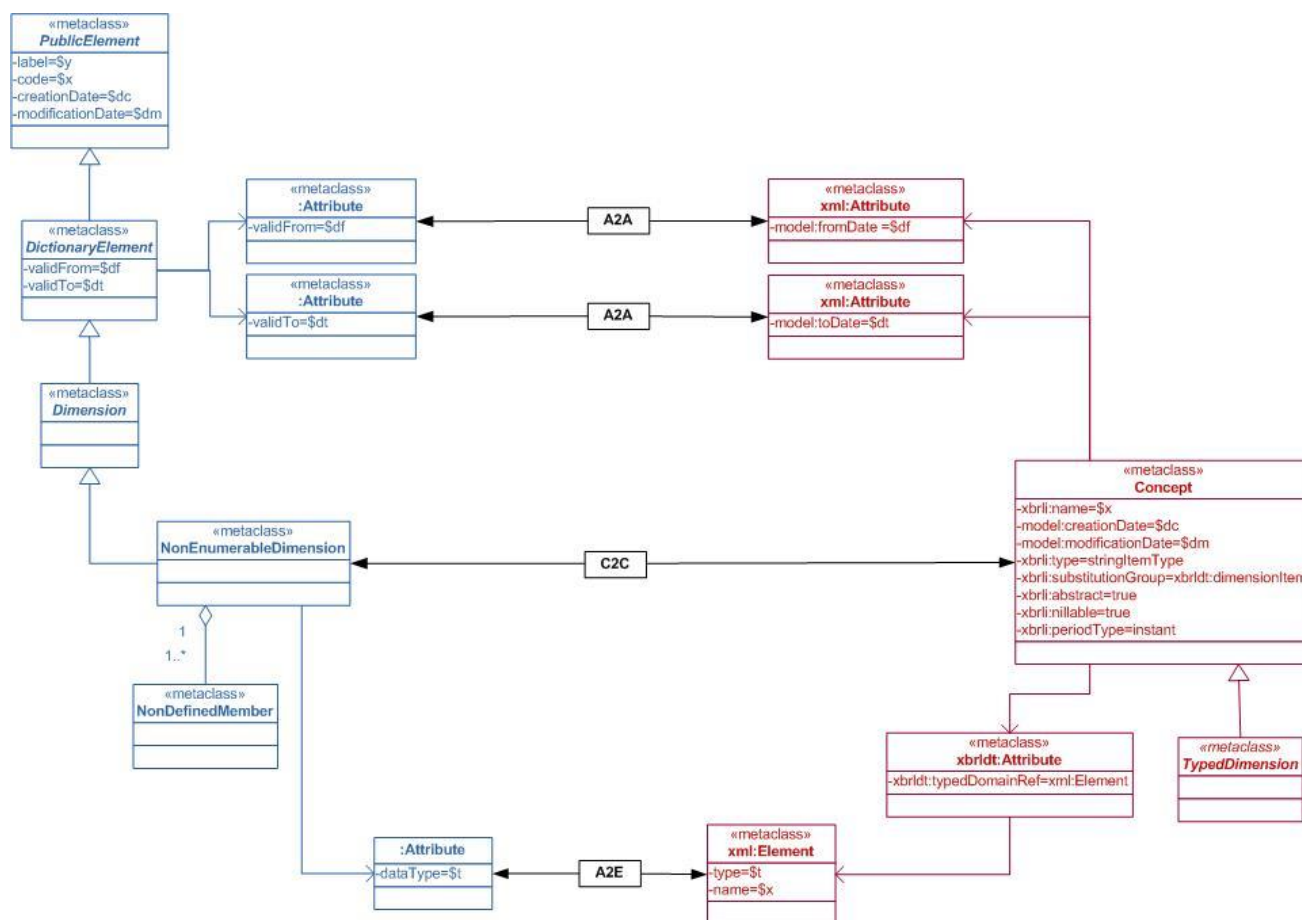 «metaclass»
PublicElement
-label=$y
-code=$x
-creationDate=$dc
-modificationDate=$dm
«metaclass»
DictionaryElement
-validFrom=$df
-validTo=$dt
«metaclass»
:Attribute
-validFrom=$df
A2A
«metaclass»
xml:Attribute
-model:fromDate =$df
«metaclass»
:Attribute
-validTo=$dt
A2A
«metaclass»
xml:Attribute
-model:toDate=$dt
«metaclass»
Dimension
«metaclass»
NonEnumerableDimension
C2C
«metaclass»
Concept
-xbrli:name=$x
-model:creationDate=$dc
-model:modificationDate=$dm
-xbrli:type=stringItemType
-xbrli:substitutionGroup=xbrldt:dimensionItem
-xbrli:abstract=true
-xbrli:nillable=true
-xbrli:periodType=instant
1
1..*
«metaclass»
NonDefinedMember
«metaclass»
xbrldt:Attribute
-xbrldt:typedDomainRef=xml:Element
«metaclass»
TypedDimension
:Attribute
-dataType=$t
A2E
«metaclass»
xml:Element
-type=$t
-name=$x